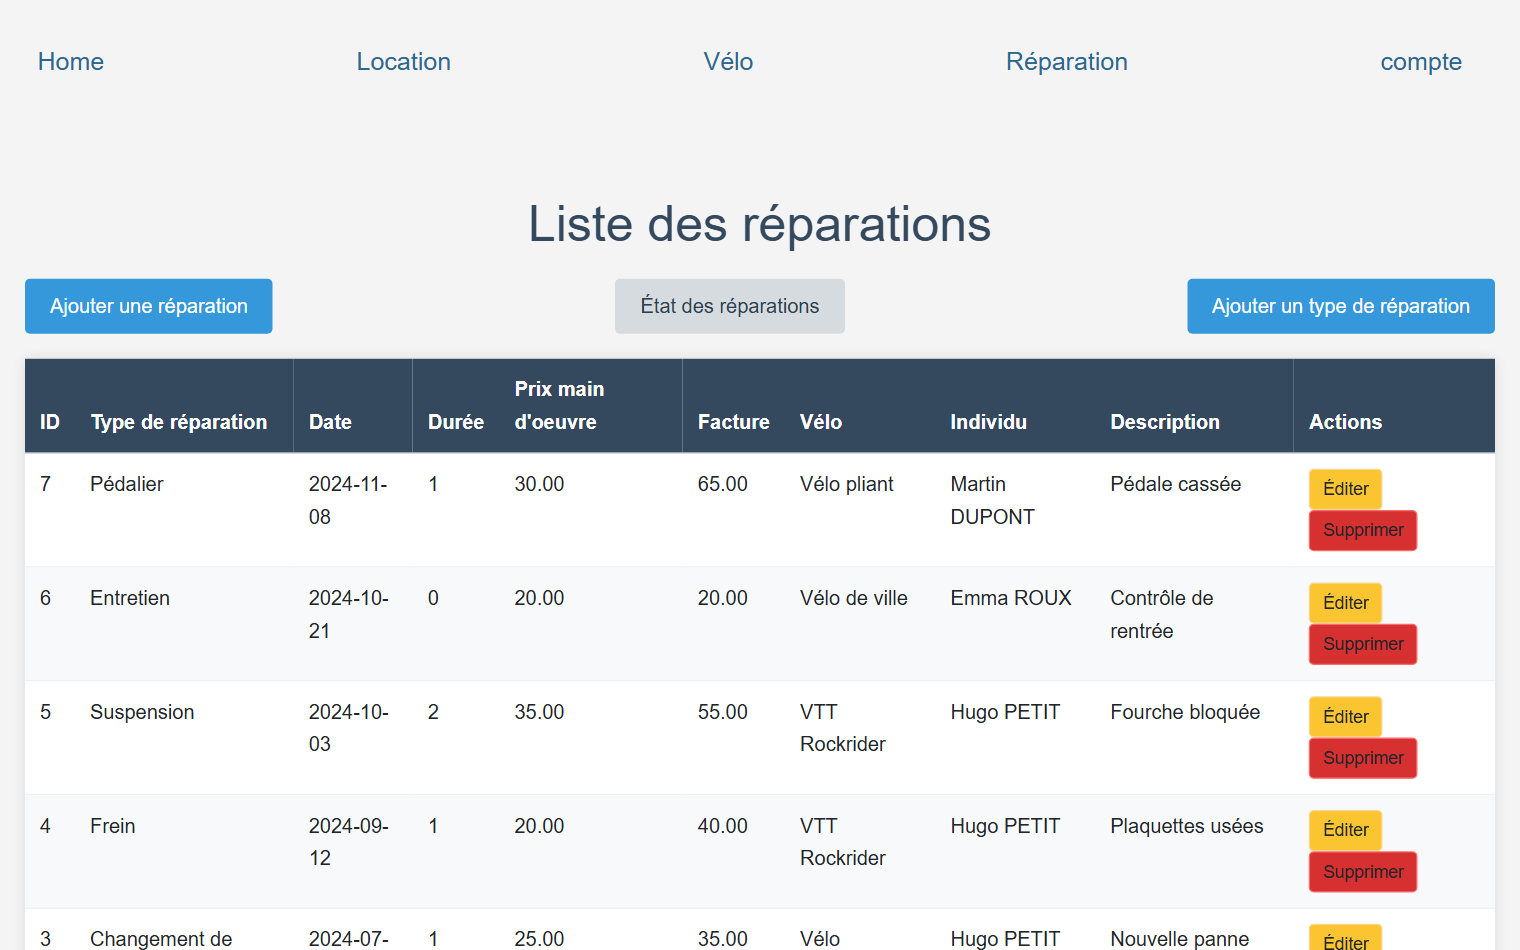 Home Location Vélo Réparation compte
Liste des réparations
Ajouter une réparation État des réparations Ajouter un type de réparation
Prix main
ID Type de réparation Date Durée d'oeuvre Facture Vélo Individu Description Actions
7 Pédalier 2024-11- 1 30.00 65.00 Vélo pliant Martin Pédale cassée Éditer
08 DUPONT Supprimer
6 Entretien 2024-10- 0 20.00 20.00 Vélo de ville Emma ROUX Contrôle de Éditer
21 rentrée Supprimer
5 Suspension 2024-10- 2 35.00 55.00 VTT Hugo PETIT Fourche bloquée Éditer
03 Rockrider Supprimer
4 Frein 2024-09- 1 20.00 40.00 VTT Hugo PETIT Plaquettes usées Éditer
12 Rockrider Supprimer
3 Changement de 2024-07- 1 25.00 35.00 Vélo Hugo PETIT Nouvelle panne Éditer